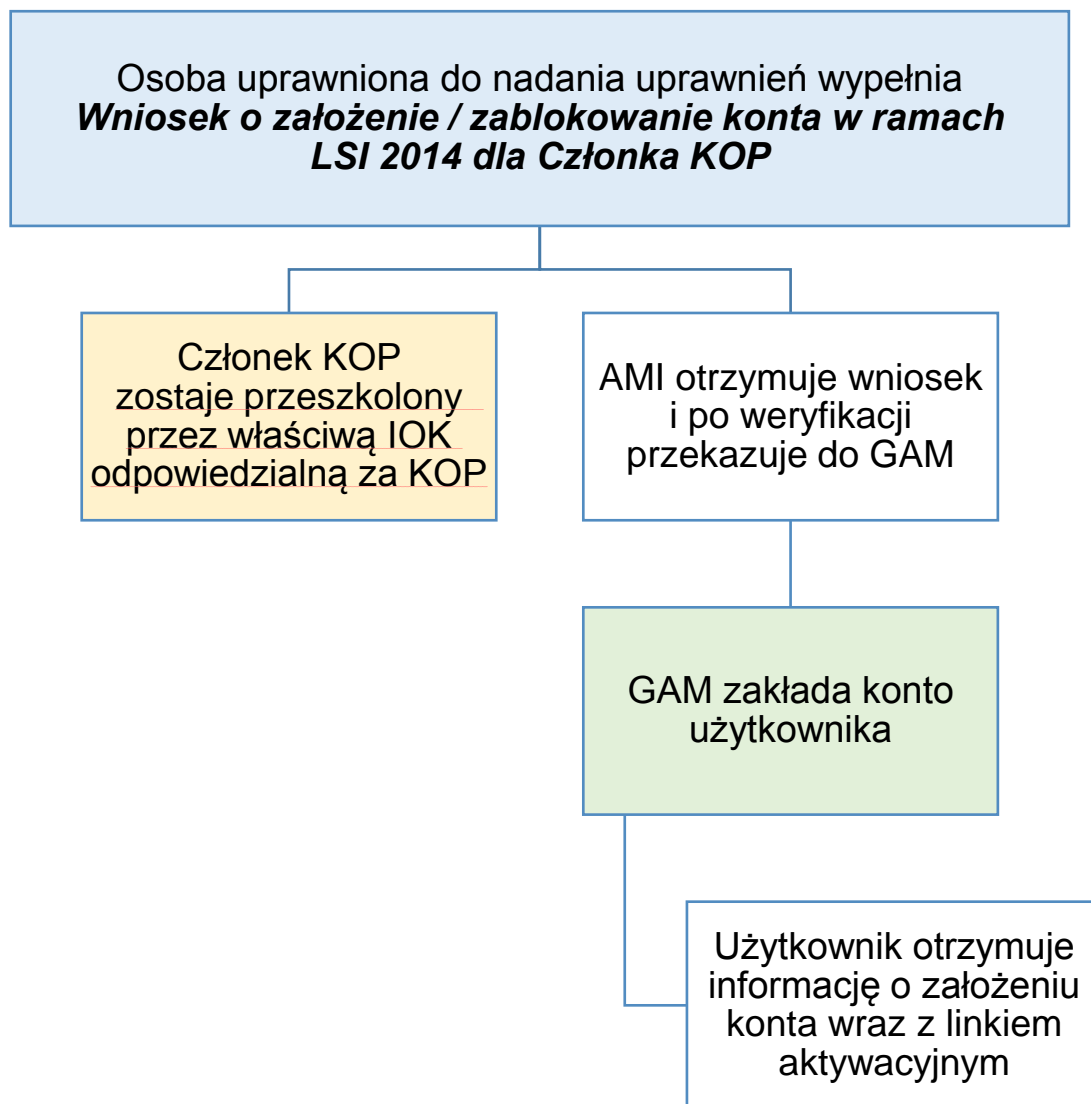 Osoba uprawniona do nadania uprawnień wypełnia
Wniosek o założenie / zablokowanie konta w ramach
LSI 2014 dla Członka KOP
Członek KOP
zostaje przeszkolony
przez właściwą IOK
odpowiedzialną za KOP
AMI otrzymuje wniosek
i po weryfikacji
przekazuje do GAM
GAM zakłada konto
użytkownika
Użytkownik otrzymuje
informację o założeniu
konta wraz z linkiem
aktywacyjnym